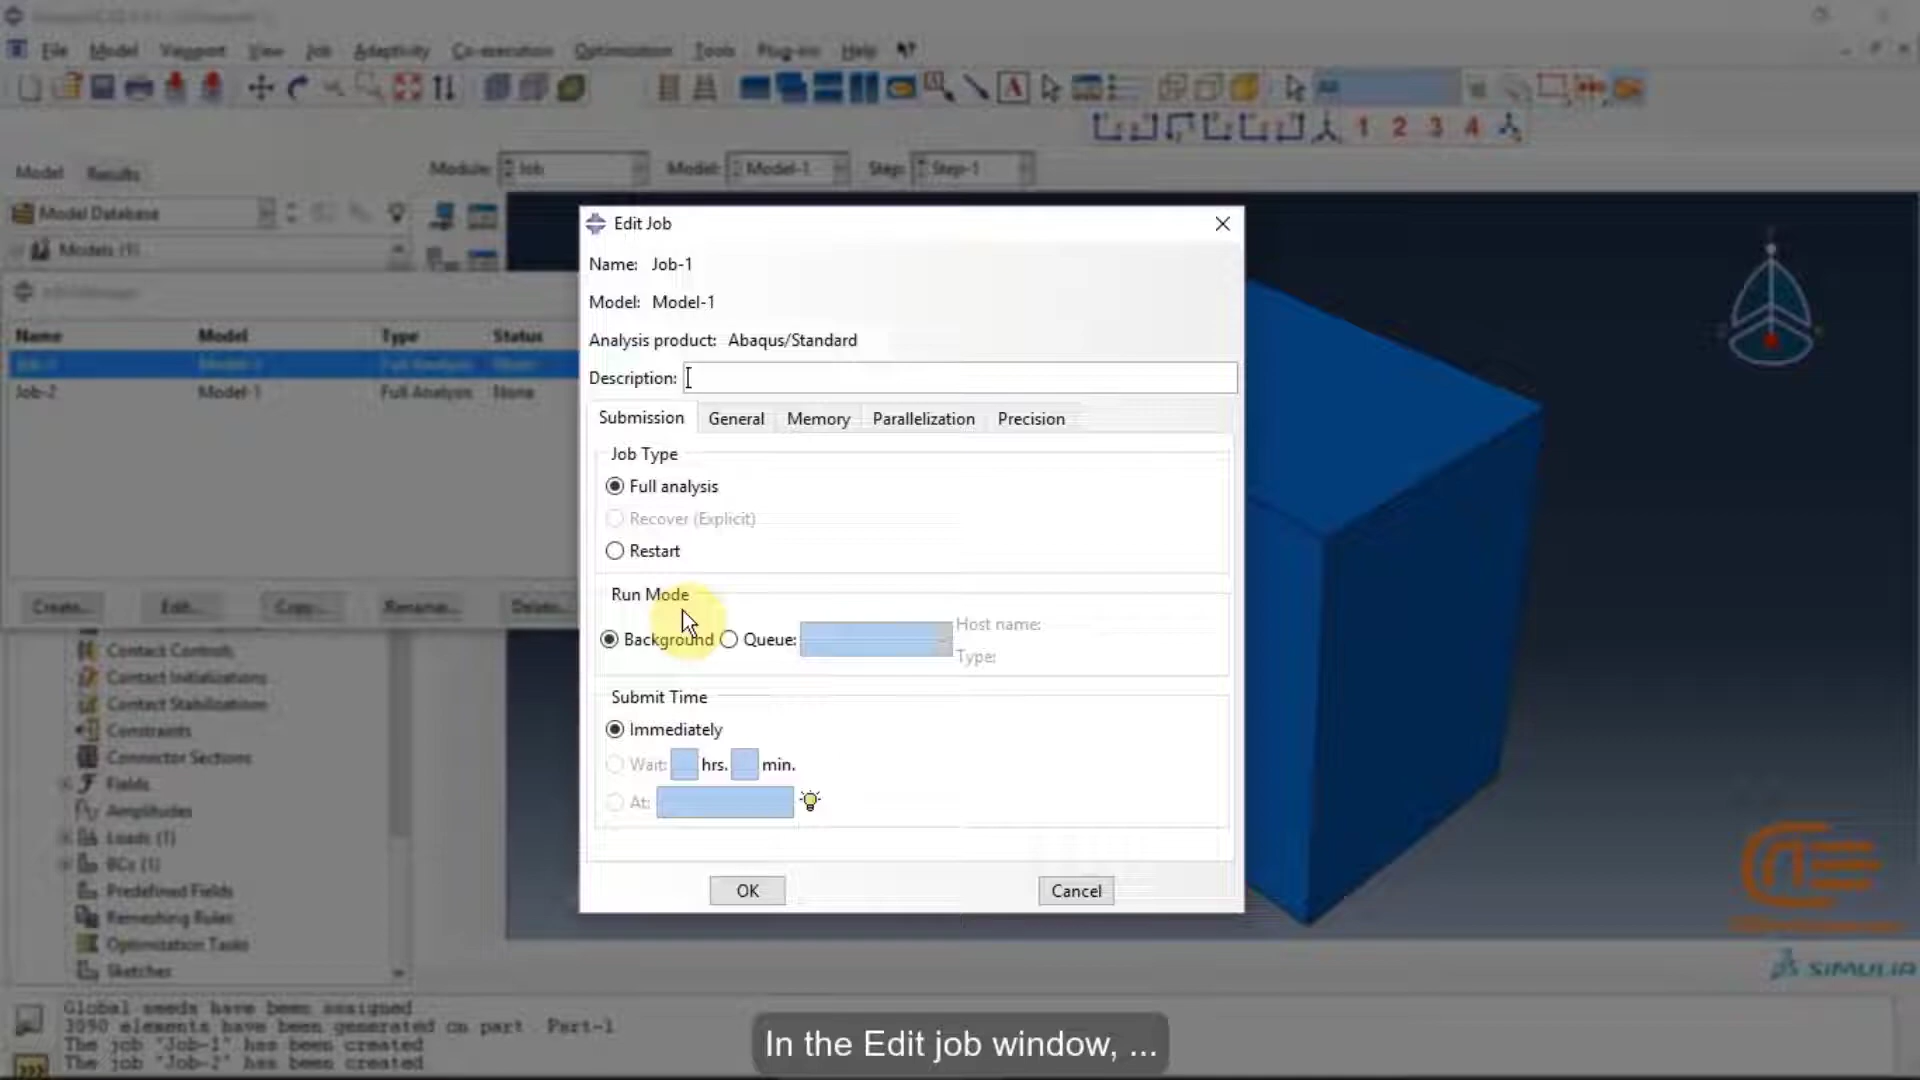 File Model Viewport View Job Adaptivity Co-execution Optimization Tools Plug-ins Help
A
1 2 3 4
Model Results
Module: Job Model: Model-1 Step: Step-1
Model Database
Models (1)
Name Model Type Status
Job-2 Model-1 Full Analysis None
Create... Edit... Copy... Rename... Delete...
Contact Controls
Contact Initializations
Contact Stabilizations
Constraints
Connector Sections
Fields
Amplitudes
Loads (1)
BCs (1)
Predefined Fields
Remeshing Rules
Optimization Tasks
Sketches
Edit Job
Name: Job-1
Model: Model-1
Analysis product: Abaqus/Standard
Description:
Submission General Memory Parallelization Precision
Job Type
Full analysis
Recover (Explicit)
Restart
Run Mode
Background Queue:
Host name:
Type:
Submit Time
Immediately
Wait: hrs. min.
At:
OK Cancel
SIMULIA
Global seeds have been assigned
3090 elements have been generated on part Part-1
The job "Job-1" has been created
The job "Job-2" has been created
>>>
In the Edit job window, ...